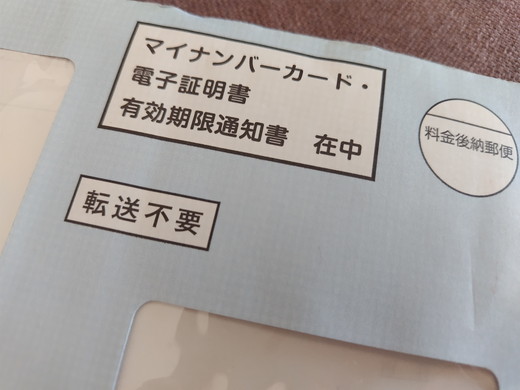 マイナンバーカード・
電子証明書
有効期限通知書 在中
料金後納郵便
転送不要